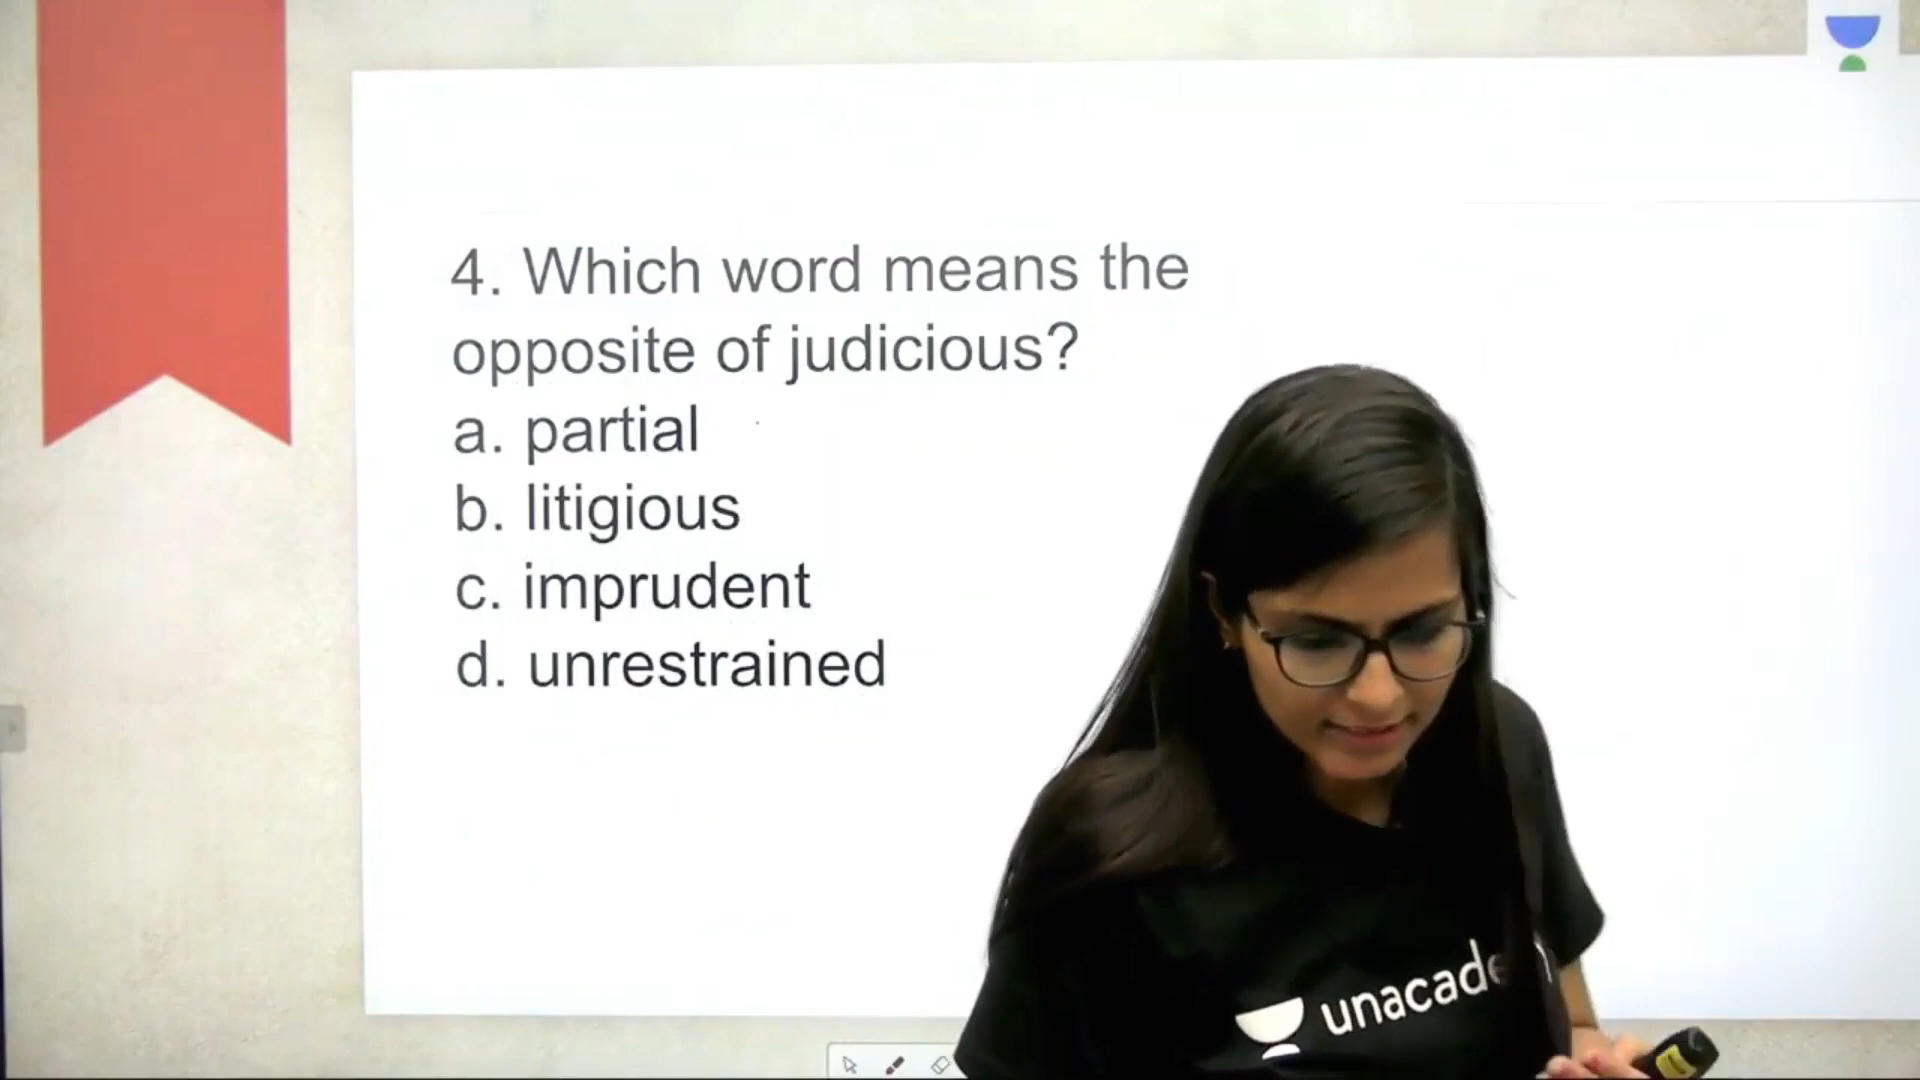 4. Which word means the
opposite of judicious?
a. partial
b. litigious
c. imprudent
d. unrestrained